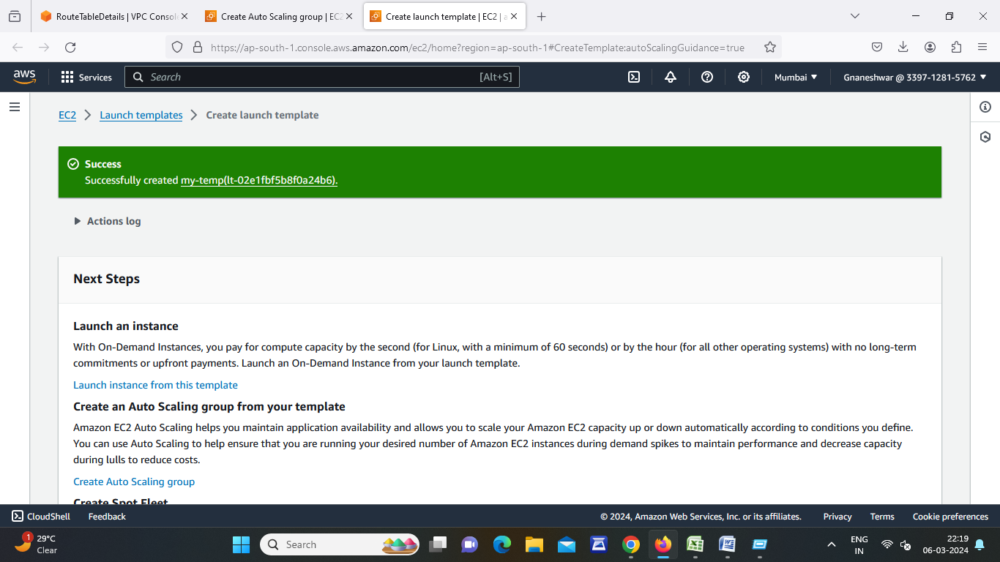 RouteTableDetails | VPC Consol
Create Auto Scaling group | EC2
Create launch template | EC2 | a
https://ap-south-1.console.aws.amazon.com/ec2/home?region=ap-south-1#CreateTemplate:autoScalingGuidance=true
aws
Services
Search
[Alt+S]
Mumbai
Gnaneshwar @ 3397-1281-5762
EC2
Launch templates
Create launch template
Success
Successfully created my-temp(lt-02e1fbf5b8f0a24b6).
Actions log
Next Steps
Launch an instance
With On-Demand Instances, you pay for compute capacity by the second (for Linux, with a minimum of 60 seconds) or by the hour (for all other operating systems) with no long-term
commitments or upfront payments. Launch an On-Demand Instance from your launch template.
Launch instance from this template
Create an Auto Scaling group from your template
Amazon EC2 Auto Scaling helps you maintain application availability and allows you to scale your Amazon EC2 capacity up or down automatically according to conditions you define.
You can use Auto Scaling to help ensure that you are running your desired number of Amazon EC2 instances during demand spikes to maintain performance and decrease capacity
during lulls to reduce costs.
Create Auto Scaling group
Create Spot Fleet
CloudShell
Feedback
© 2024, Amazon Web Services, Inc. or its affiliates.
Privacy
Terms
Cookie preferences
1
29°C
Clear
Search
ENG
IN
22:19
06-03-2024